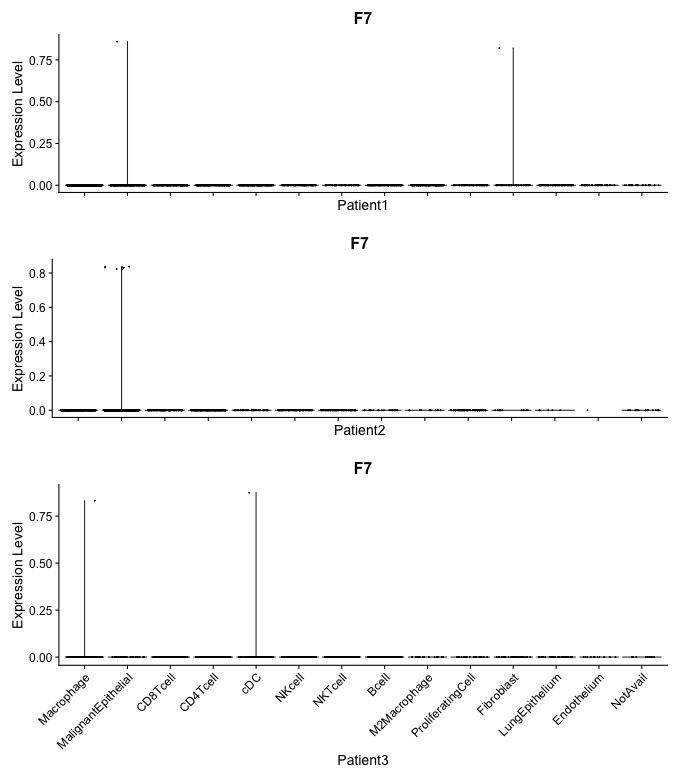 F7
Expression Level
0.75
0.50
0.25
0.00
Patient1
F7
Expression Level
0.8
0.6
0.4
0.2
0.0
Patient2
F7
Expression Level
0.75
0.50
0.25
0.00
Macrophage
MalignantEpithelial
CD8Tcell
CD4Tcell
cDC
NKcell
NKTcell
Bcell
M2Macrophage
ProliferatingCell
Fibroblast
LungEpithelium
Endothelium
NotAvail
Patient3